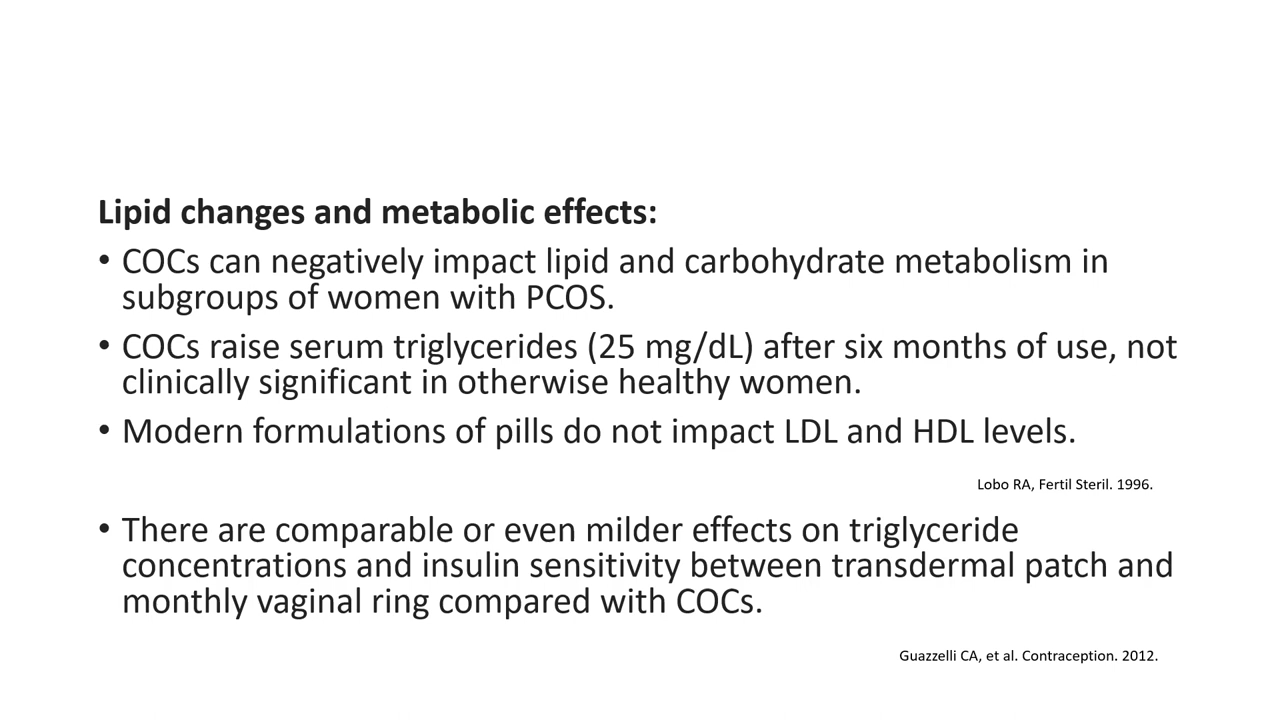 Lipid changes and metabolic effects:
• COCs can negatively impact lipid and carbohydrate metabolism in
subgroups of women with PCOS.
• COCs raise serum triglycerides (25 mg/dL) after six months of use, not
clinically significant in otherwise healthy women.
• Modern formulations of pills do not impact LDL and HDL levels.
Lobo RA, Fertil Steril. 1996.
• There are comparable or even milder effects on triglyceride
concentrations and insulin sensitivity between transdermal patch and
monthly vaginal ring compared with COCs.
Guazzelli CA, et al. Contraception. 2012.